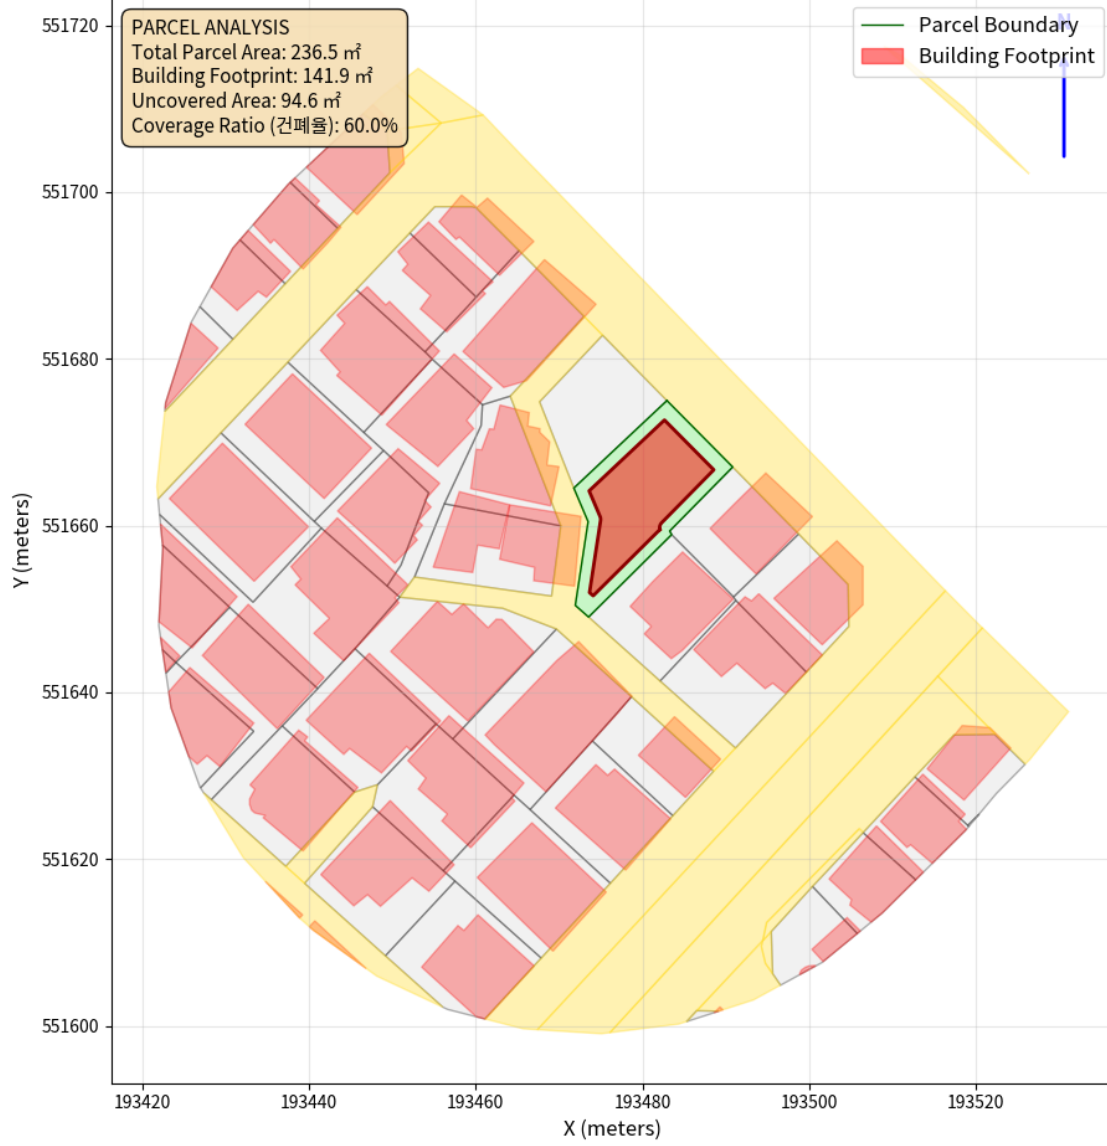 PARCEL ANALYSIS
Total Parcel Area: 236.5 ㎡
Building Footprint: 141.9 ㎡
Uncovered Area: 94.6 ㎡
Coverage Ratio (건폐율): 60.0%
Parcel Boundary
Building Footprint
N
551720
551700
551680
551660
551640
551620
551600
Y (meters)
193420
193440
193460
193480
193500
193520
X (meters)